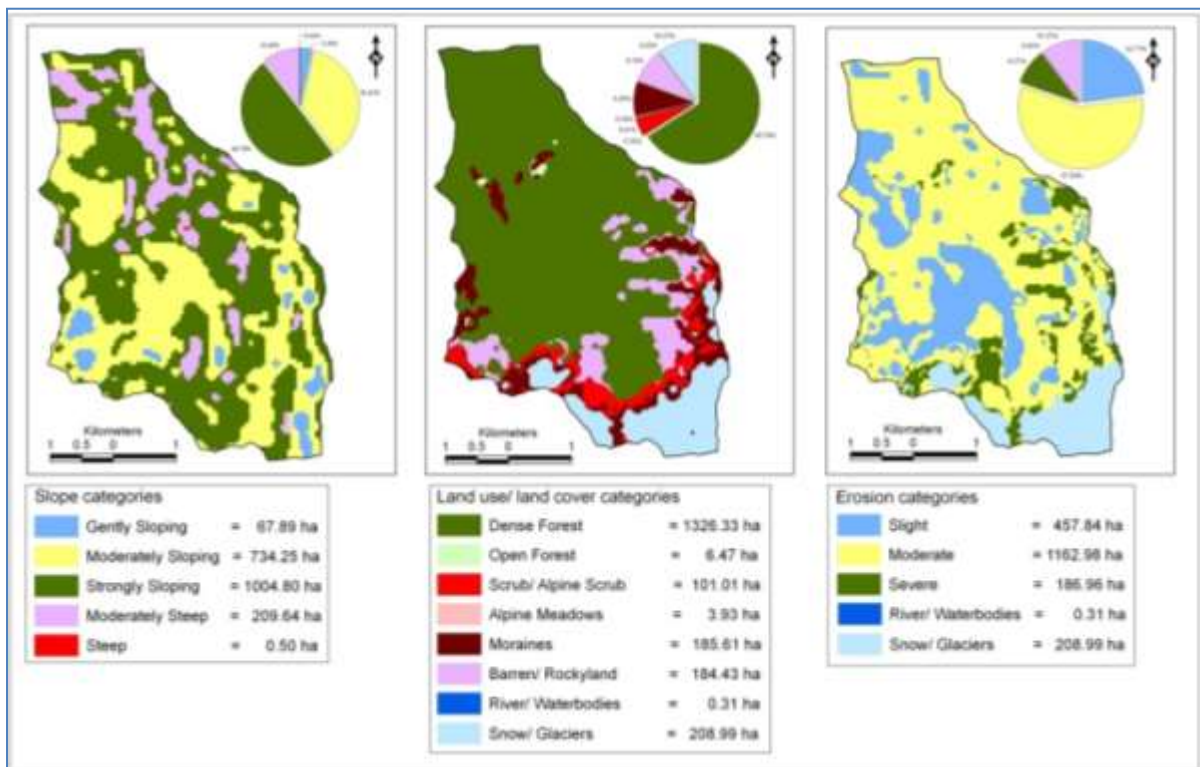 N
N
N
Kilometers
1 0.5 0 1
Kilometers
1 0.5 0 1
Kilometers
1 0.5 0 1
Slope categories
Gently Sloping = 67.89 ha
Moderately Sloping = 734.25 ha
Strongly Sloping = 1004.80 ha
Moderately Steep = 209.64 ha
Steep = 0.50 ha
Land use/ land cover categories
Dense Forest = 1326.33 ha
Open Forest = 6.47 ha
Scrub/ Alpine Scrub = 101.01 ha
Alpine Meadows = 3.93 ha
Moraines = 185.61 ha
Barren/ Rockyland = 184.43 ha
River/ Waterbodies = 0.31 ha
Snow/ Glaciers = 208.99 ha
Erosion categories
Slight = 457.84 ha
Moderate = 1162.98 ha
Severe = 186.96 ha
River/ Waterbodies = 0.31 ha
Snow/ Glaciers = 208.99 ha